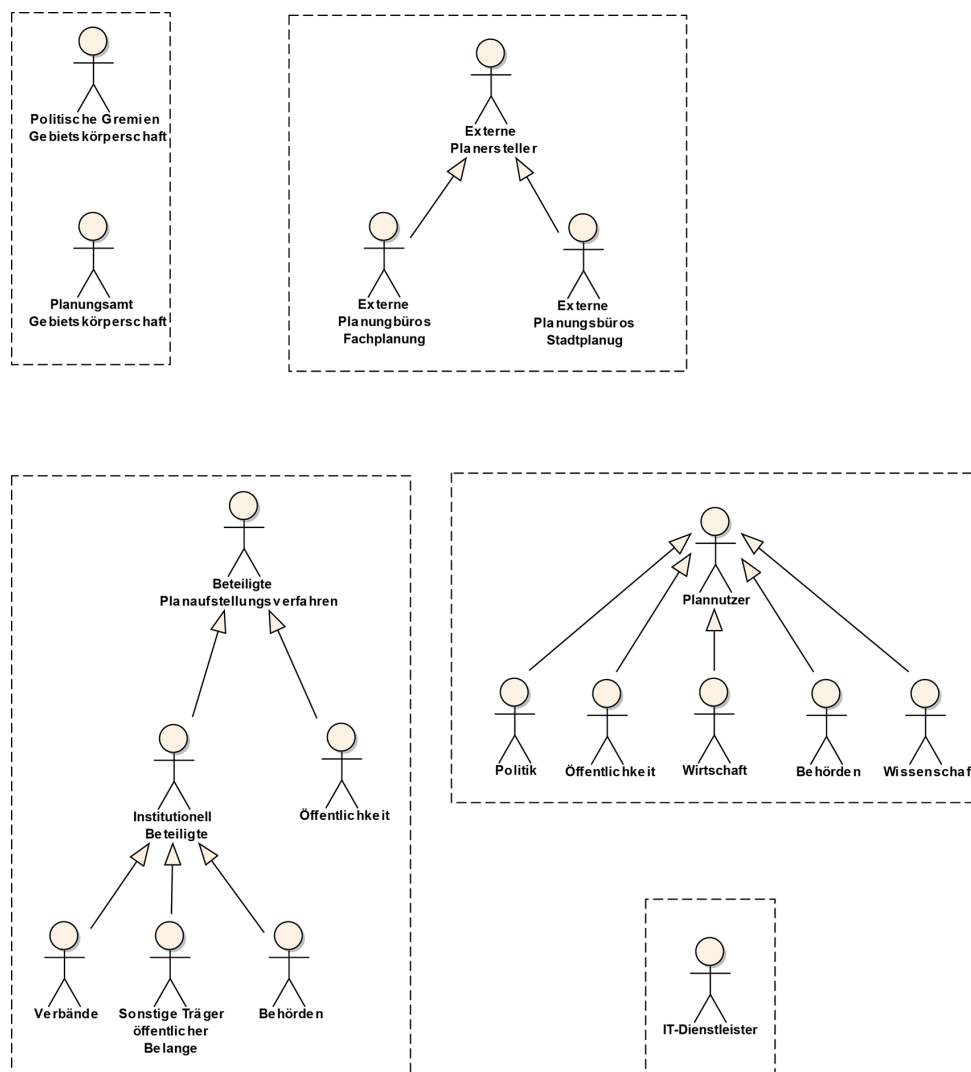 Politische Gremien
Gebietskörperschaft
Planungsamt
Gebietskörperschaft
Externe
Planersteller
Externe
Planungbüros
Fachplanung
Externe
Planungsbüros
Stadtplanug
Beteiligte
Planaufstellungsverfahren
Institutionell
Beteiligte
Öffentlichkeit
Verbände
Sonstige Träger
öffentlicher
Belange
Behörden
Plannutzer
Politik
Öffentlichkeit
Wirtschaft
Behörden
Wissenschaf
IT-Dienstleister